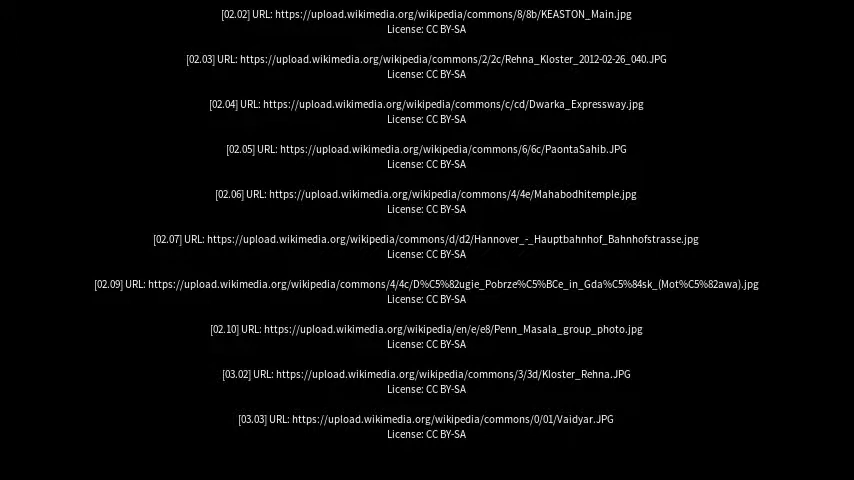 [02.02] URL: https://upload.wikimedia.org/wikipedia/commons/8/8b/KEASTON_Main.jpg
License: CC BY-SA
[02.03] URL: https://upload.wikimedia.org/wikipedia/commons/2/2c/Rehna_Kloster_2012-02-26_040.JPG
License: CC BY-SA
[02.04] URL: https://upload.wikimedia.org/wikipedia/commons/c/cd/Dwarka_Expressway.jpg
License: CC BY-SA
[02.05] URL: https://upload.wikimedia.org/wikipedia/commons/6/6c/PaontaSahib.JPG
License: CC BY-SA
[02.06] URL: https://upload.wikimedia.org/wikipedia/commons/4/4e/Mahabodhitemple.jpg
License: CC BY-SA
[02.07] URL: https://upload.wikimedia.org/wikipedia/commons/d/d2/Hannover_-_Hauptbahnhof_Bahnhofstrasse.jpg
License: CC BY-SA
[02.09] URL: https://upload.wikimedia.org/wikipedia/commons/4/4c/D%C5%82ugie_Pobrze%C5%BCe_in_Gda%C5%84sk_(Mot%C5%82awa).jpg
License: CC BY-SA
[02.10] URL: https://upload.wikimedia.org/wikipedia/en/e/e8/Penn_Masala_group_photo.jpg
License: CC BY-SA
[03.02] URL: https://upload.wikimedia.org/wikipedia/commons/3/3d/Kloster_Rehna.JPG
License: CC BY-SA
[03.03] URL: https://upload.wikimedia.org/wikipedia/commons/0/01/Vaidyar.JPG
License: CC BY-SA